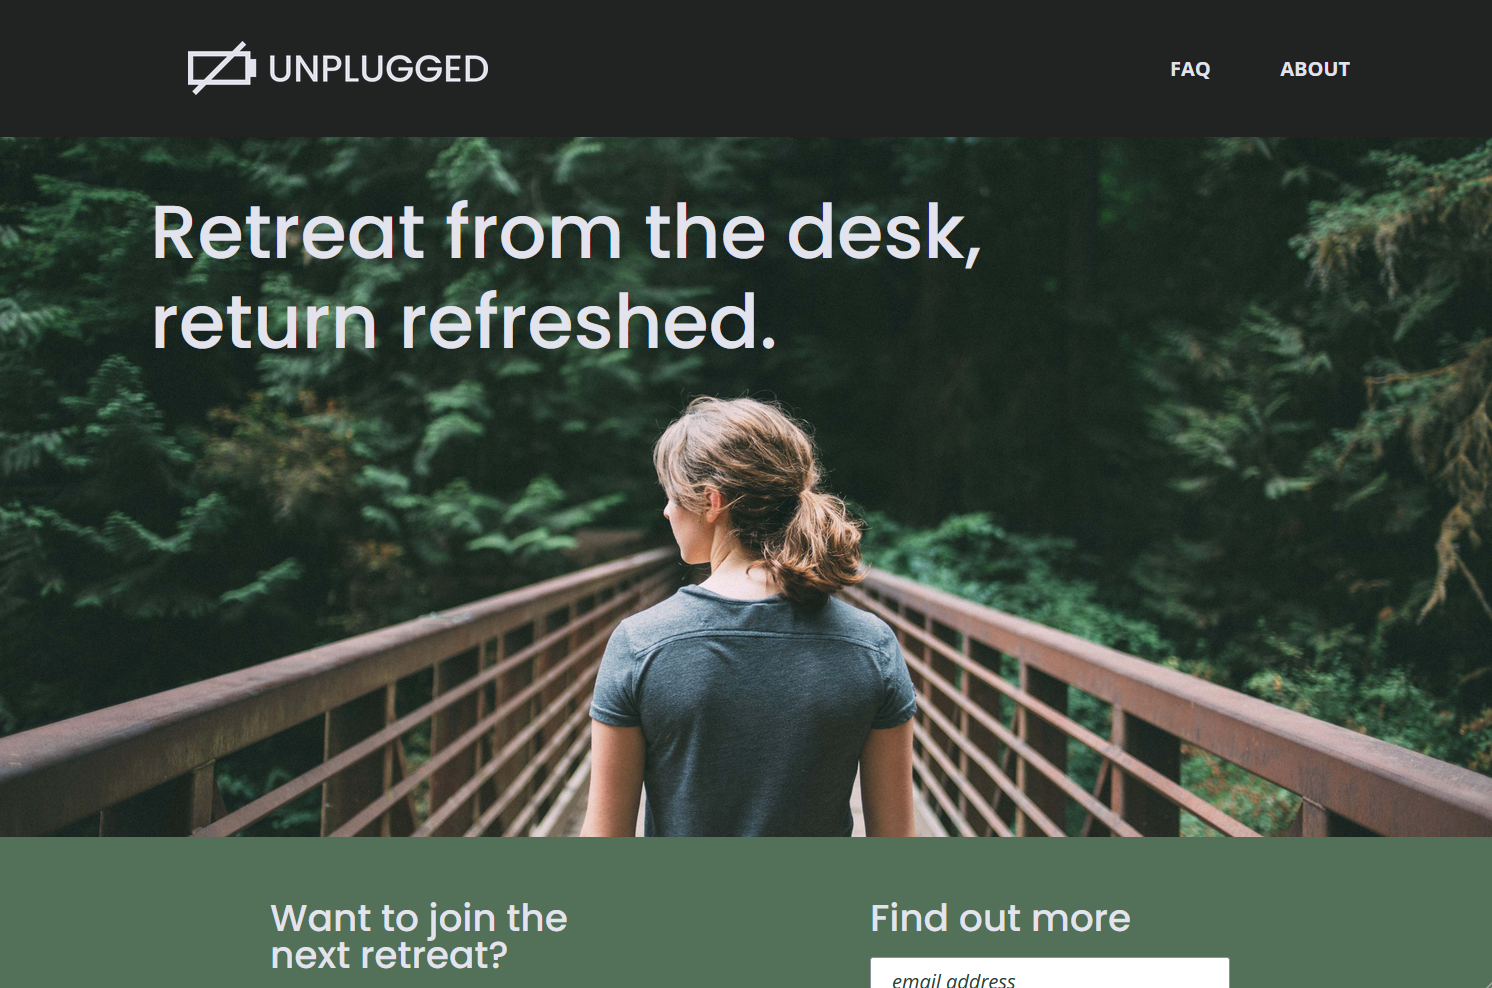 UNPLUGGED
FAQ
ABOUT
Retreat from the desk,
return refreshed.
Want to join the
next retreat?
Find out more
email address